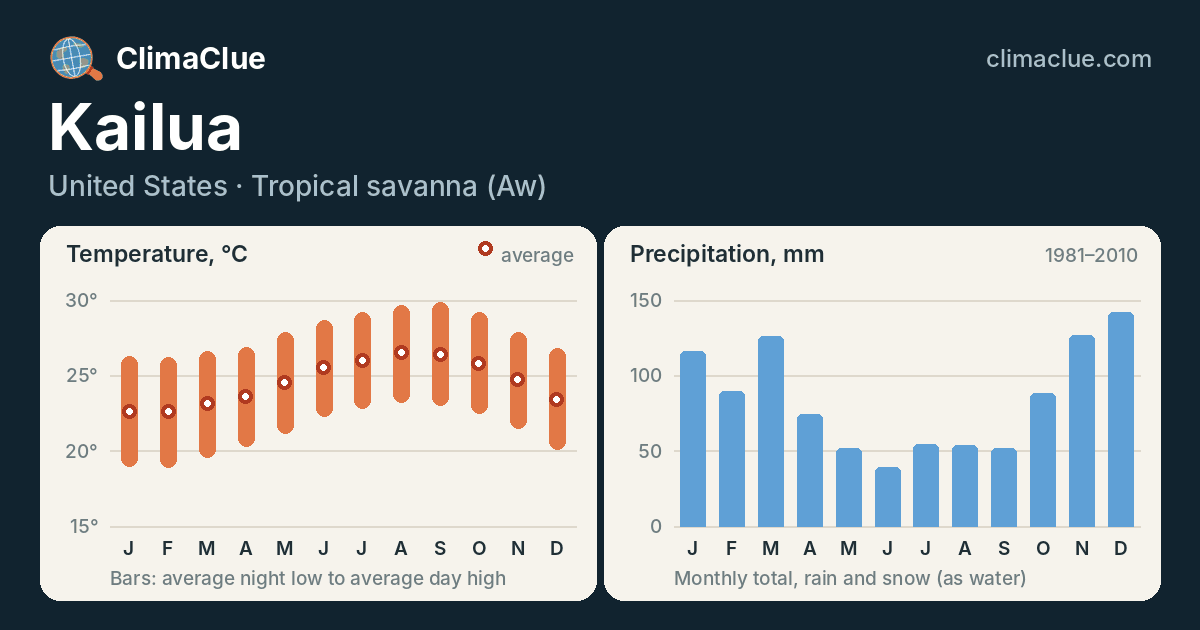 ClimaClue
climaclue.com
Kailua
United States · Tropical savanna (Aw)
Temperature, °C
average
30°
25°
20°
15°
J F M A M J J A S O N D
Bars: average night low to average day high
Precipitation, mm
1981–2010
150
100
50
0
J F M A M J J A S O N D
Monthly total, rain and snow (as water)